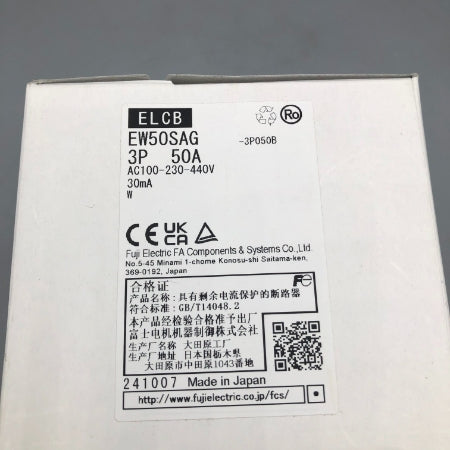 ELCB
Ro
EW50SAG -3P050B
3P 50A
AC100-230-440V
30mA
W
CE UK CA
Fuji Electric FA Components & Systems Co.,Ltd.
No.5-45 Minami 1-chome Konosu-shi Saitama-ken,
369-0192, Japan
合格证
产品名称: 具有剩余电流保护的断路器
符合标准: GB/T14048.2
本产品经检验合格准予出厂
富士电机机器制御株式会社
生产厂名称: 大田原工厂
生产厂地址: 日本国栃木県
大田原市中田原1043番地
241007 Made in Japan
http://www.fujielectric.co.jp/fcs/